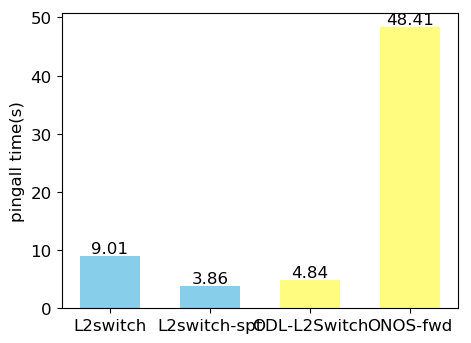 pingall time(s)
50
40
30
20
10
0
9.01
3.86
4.84
48.41
L2switch
L2switch-spt
ODL-L2Switch
ONOS-fwd